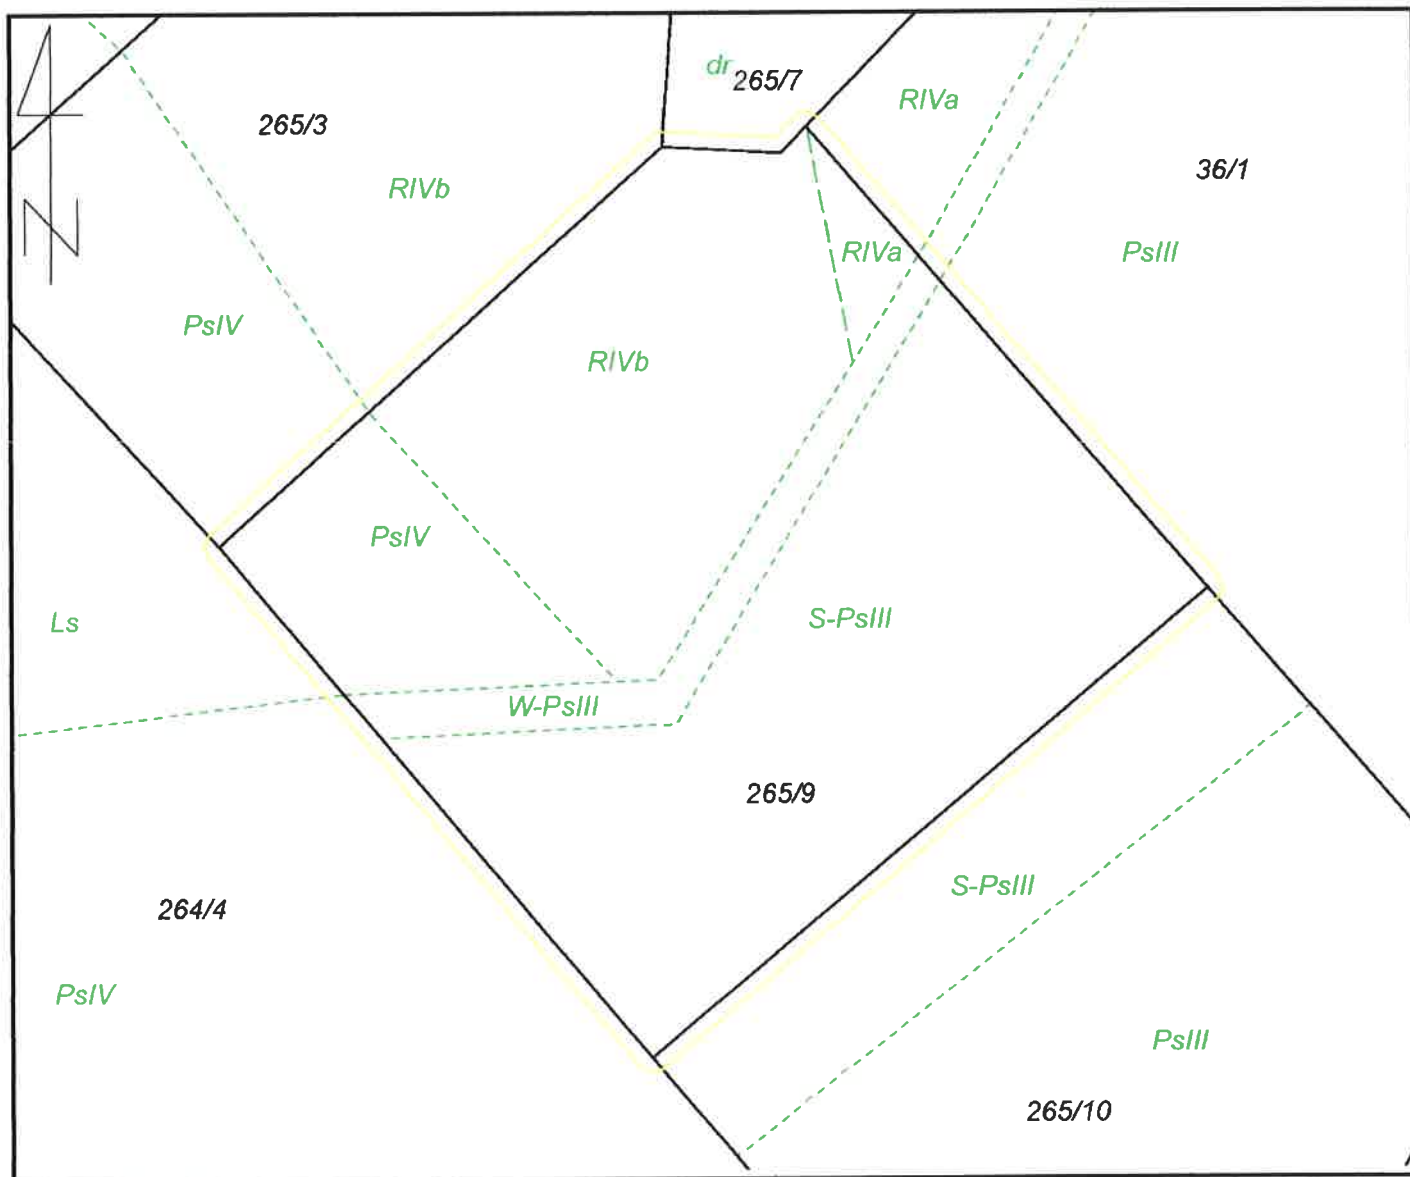 dr
265/7
RIVa
265/3
36/1
RIVb
RIVa
PsIII
PsIV
RIVb
PsIV
S-PsIII
Ls
W-PsIII
265/9
S-PsIII
264/4
PsIV
PsIII
265/10
N